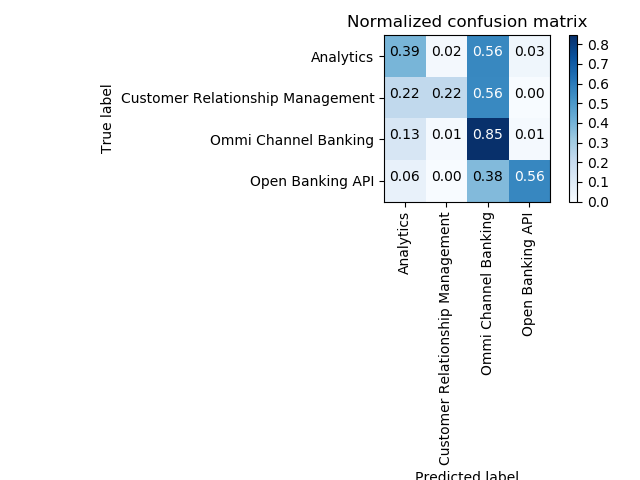 Normalized confusion matrix
True label
Analytics 0.39 0.02 0.56 0.03
Customer Relationship Management 0.22 0.22 0.56 0.00
Ommi Channel Banking 0.13 0.01 0.85 0.01
Open Banking API 0.06 0.00 0.38 0.56
0.8
0.7
0.6
0.5
0.4
0.3
0.2
0.1
0.0
Analytics
Customer Relationship Management
Ommi Channel Banking
Open Banking API
Predicted label